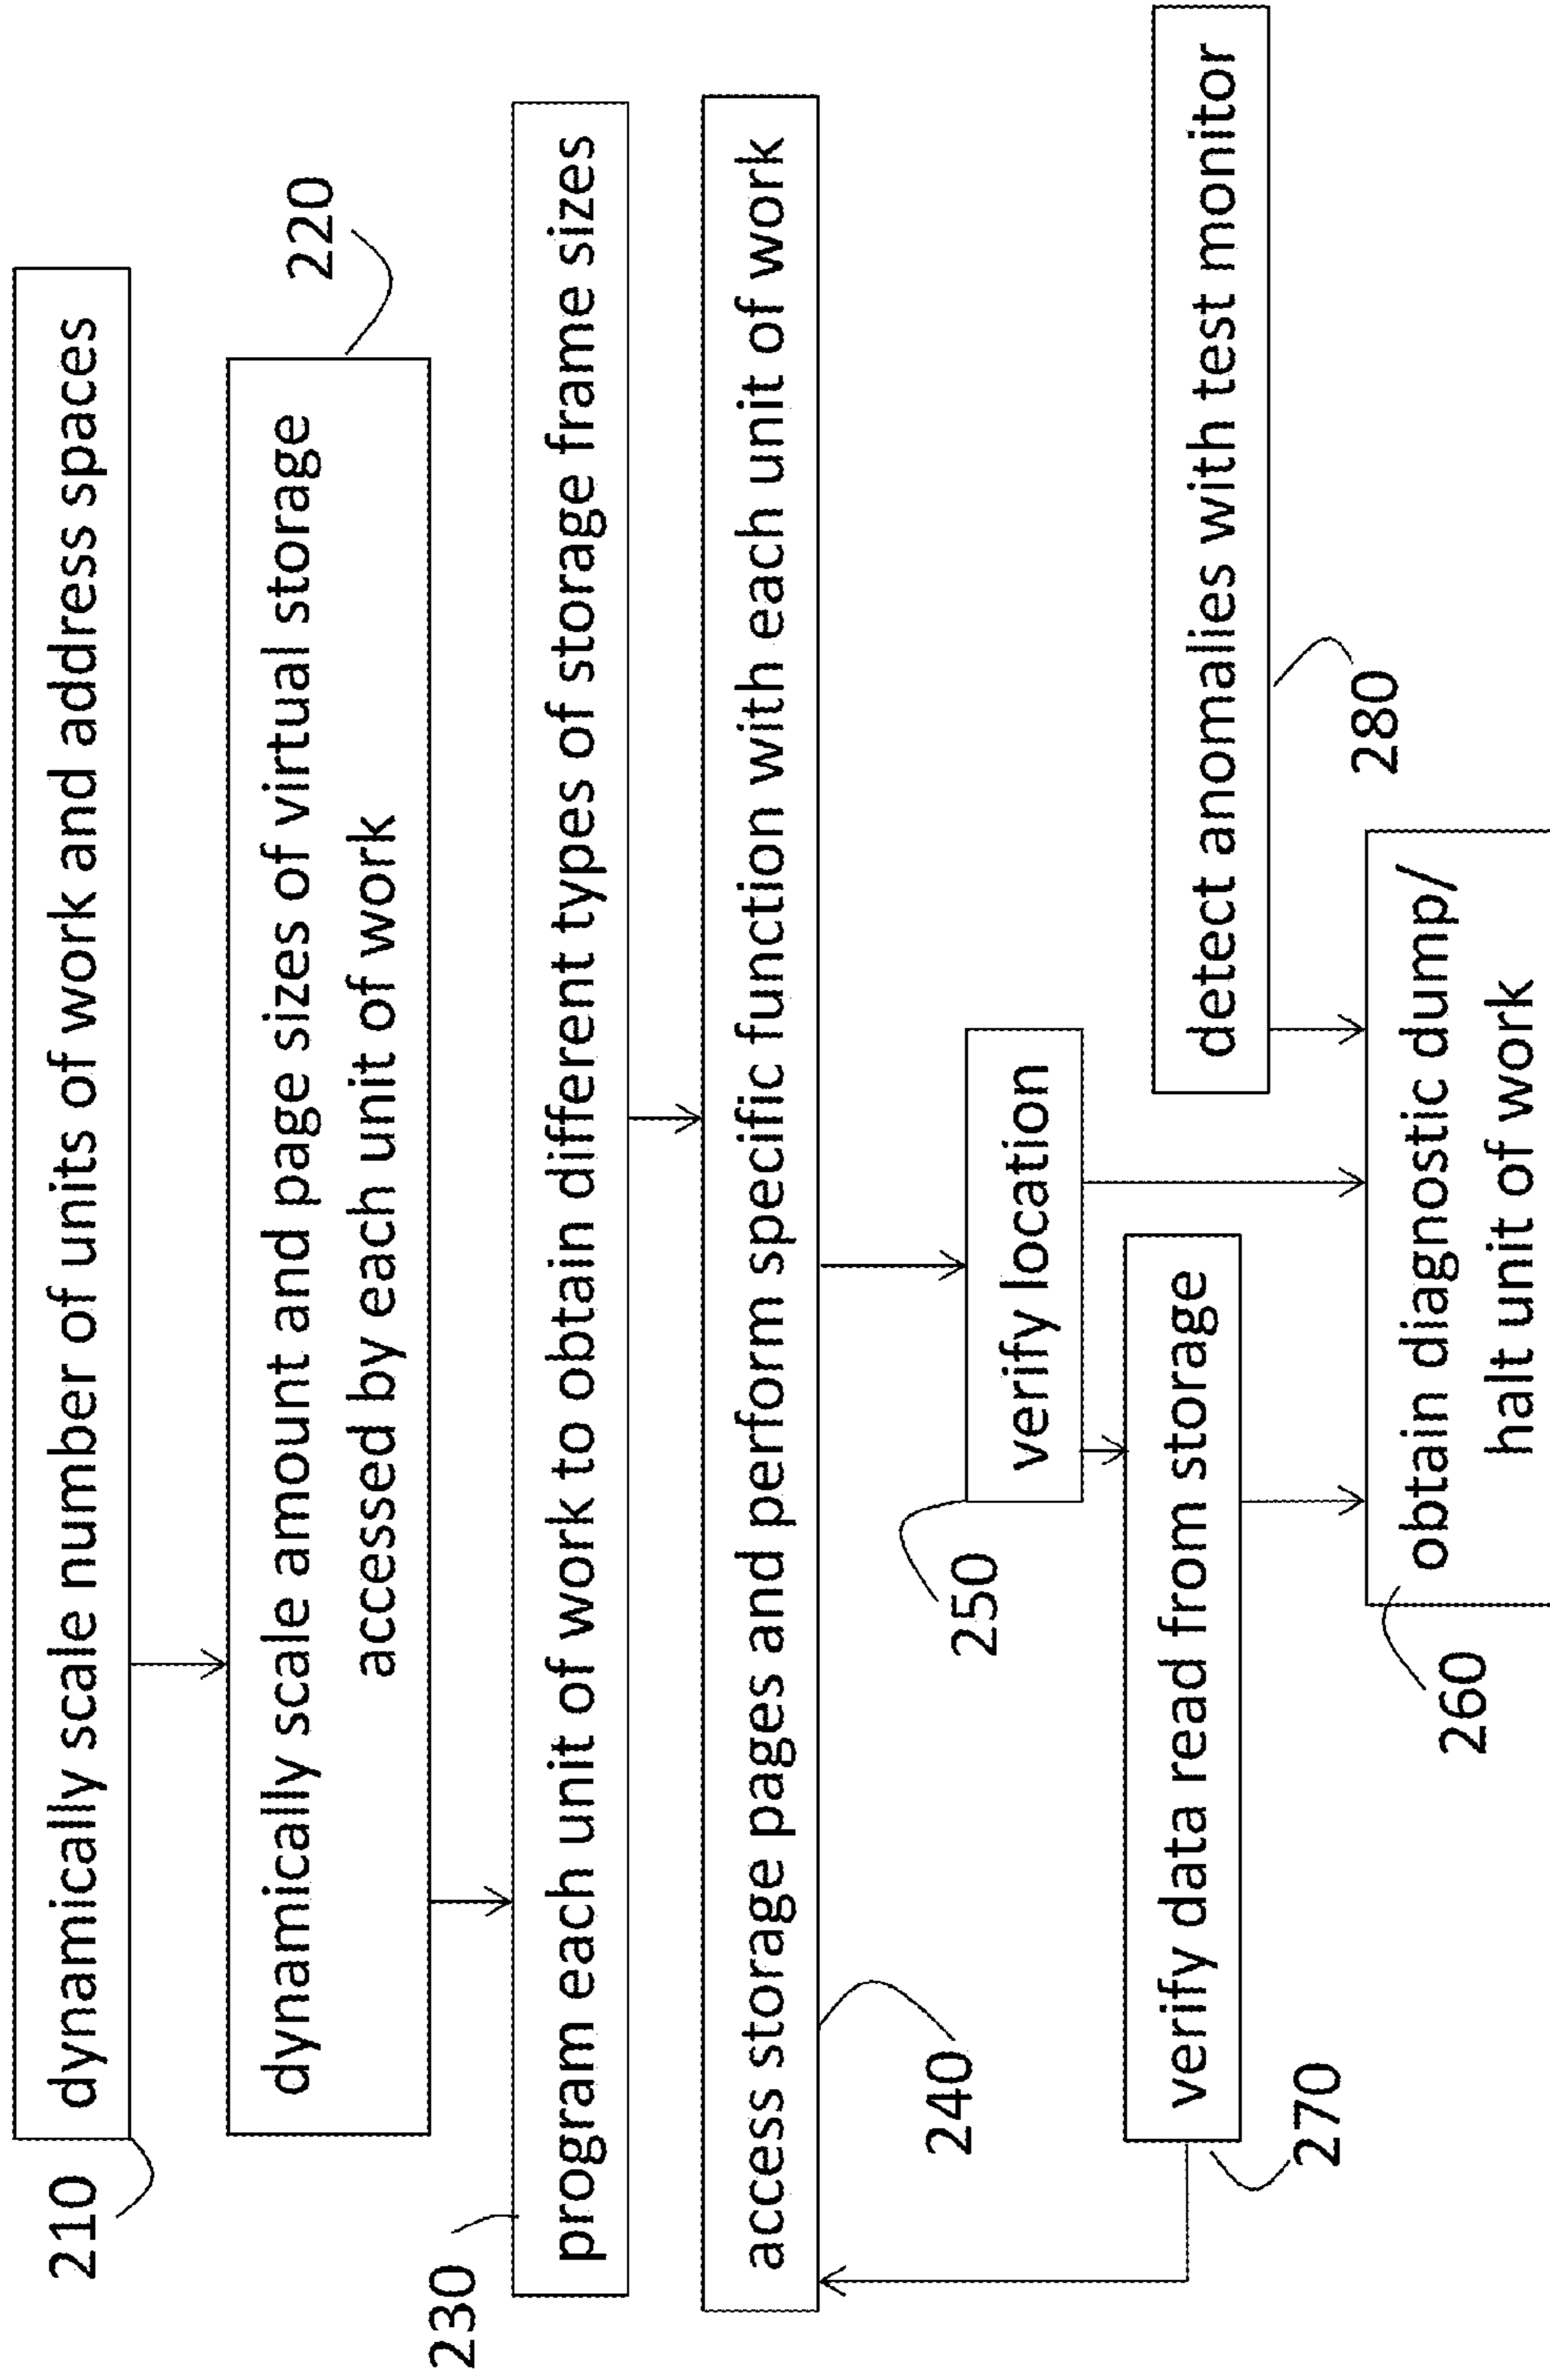 210
dynamically scale number of units of work and address spaces
dynamically scale amount and page sizes of virtual storage
accessed by each unit of work
220
230
program each unit of work to obtain different types of storage frame sizes
access storage pages and perform specific function with each unit of work
240
250
verify location
verify data read from storage
270
detect anomalies with test monitor
280
obtain diagnostic dump/
halt unit of work
260